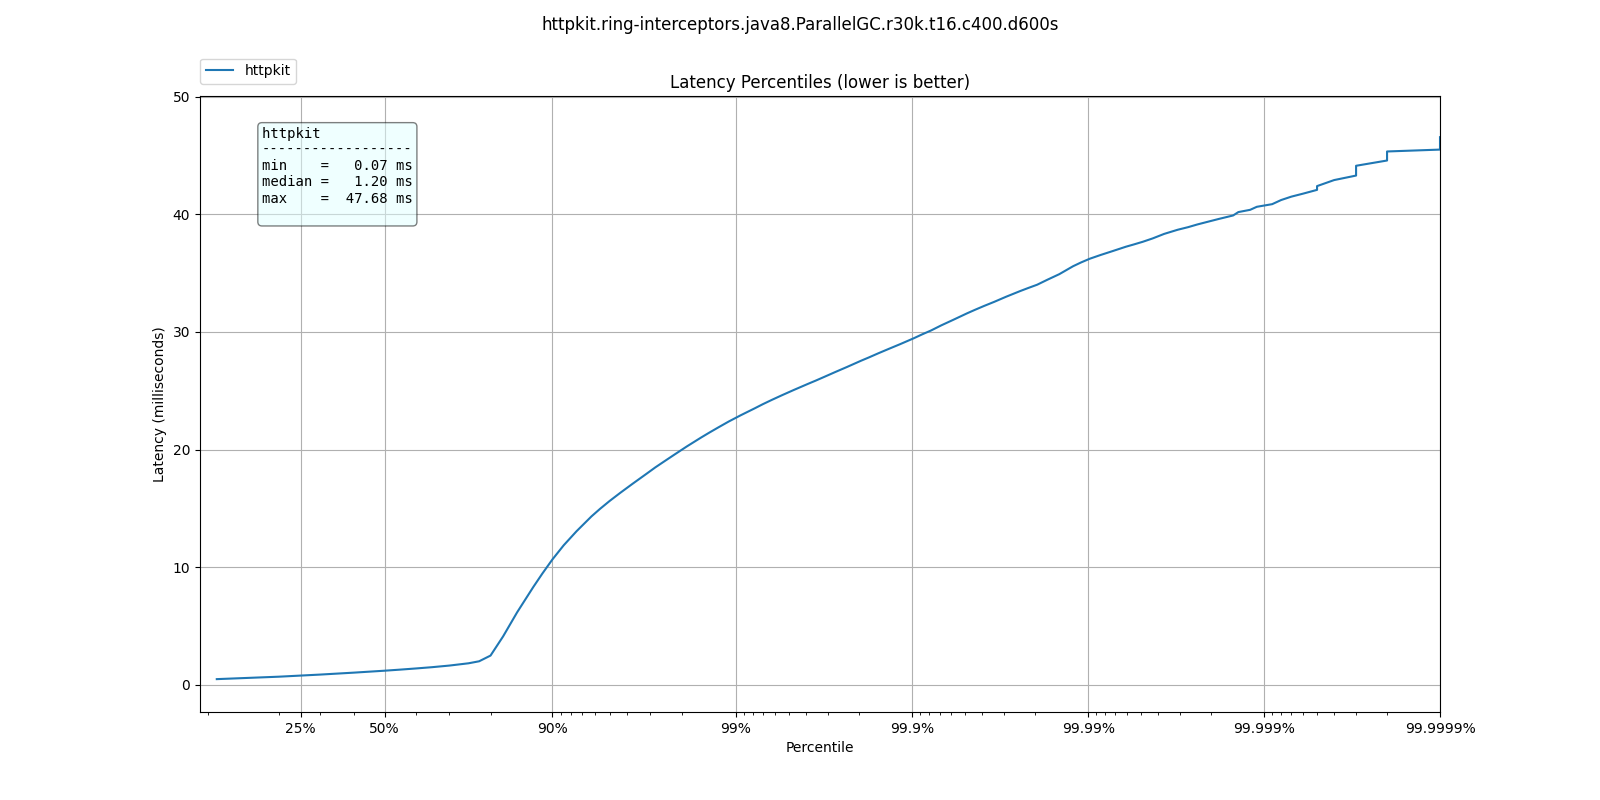 httpkit.ring-interceptors.java8.ParallelGC.r30k.t16.c400.d600s
httpkit
Latency Percentiles (lower is better)
50
40
30
20
10
0
Latency (milliseconds)
httpkit
------------------
min    =   0.07 ms
median =   1.20 ms
max    =  47.68 ms
25% 50% 90% 99% 99.9% 99.99% 99.999% 99.9999%
Percentile